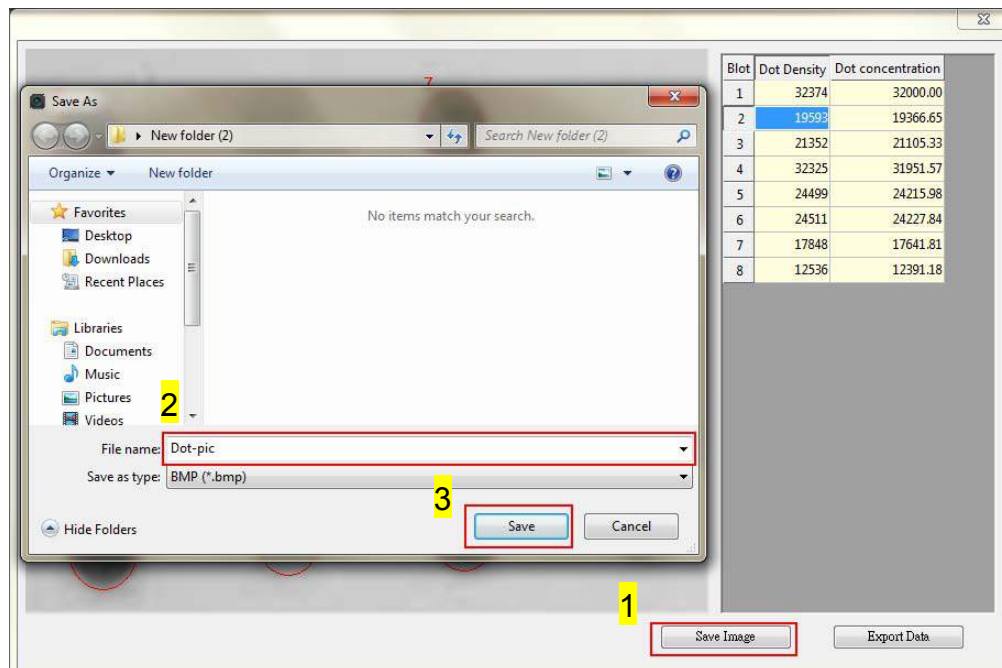 7
Blot Dot Density Dot concentration
1 32374 32000.00
2 19593 19366.65
3 21352 21105.33
4 32325 31951.57
5 24499 24215.98
6 24511 24227.84
7 17848 17641.81
8 12536 12391.18
Save As
New folder (2)
Search New folder (2)
Organize
New folder
Favorites
Desktop
Downloads
Recent Places
Libraries
Documents
Music
Pictures
Videos
No items match your search.
2
File name: Dot-pic
Save as type: BMP (*.bmp)
3
Hide Folders
Save
Cancel
1
Save Image
Export Data